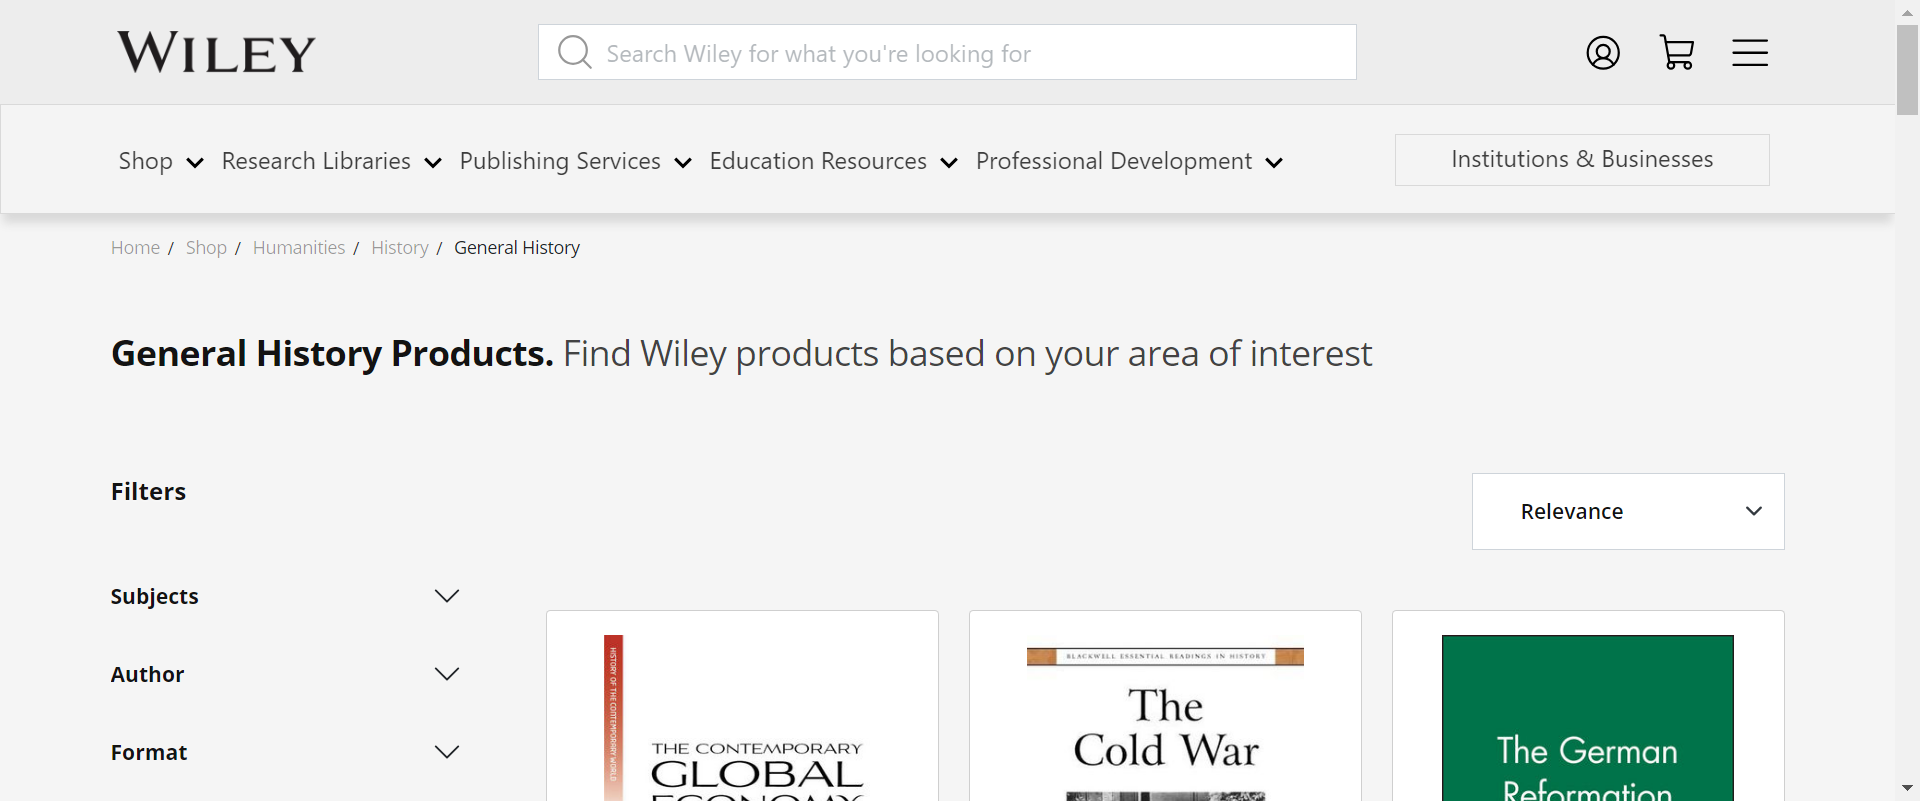 WILEY
Search Wiley for what you're looking for
Shop Research Libraries Publishing Services Education Resources Professional Development Institutions & Businesses
Home / Shop / Humanities / History / General History
General History Products. Find Wiley products based on your area of interest
Filters
Relevance
Subjects
Author
Format
HISTORY OF THE CONTEMPORARY WORLD
THE CONTEMPORARY
GLOBAL
ECONOMY
BLACKWELL ESSENTIAL READINGS IN HISTORY
The
Cold War
The German
Reformation